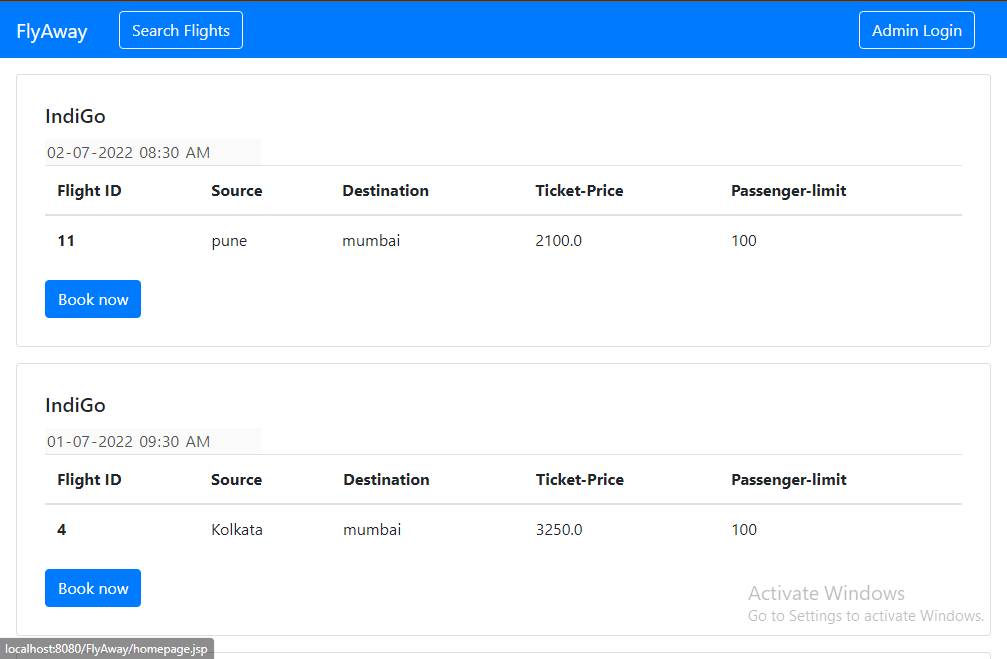 FlyAway Search Flights Admin Login
IndiGo
02-07-2022 08:30 AM
Flight ID Source Destination Ticket-Price Passenger-limit
11 pune mumbai 2100.0 100
Book now
IndiGo
01-07-2022 09:30 AM
Flight ID Source Destination Ticket-Price Passenger-limit
4 Kolkata mumbai 3250.0 100
Book now
Activate Windows
Go to Settings to activate Windows.
localhost:8080/FlyAway/homepage.jsp